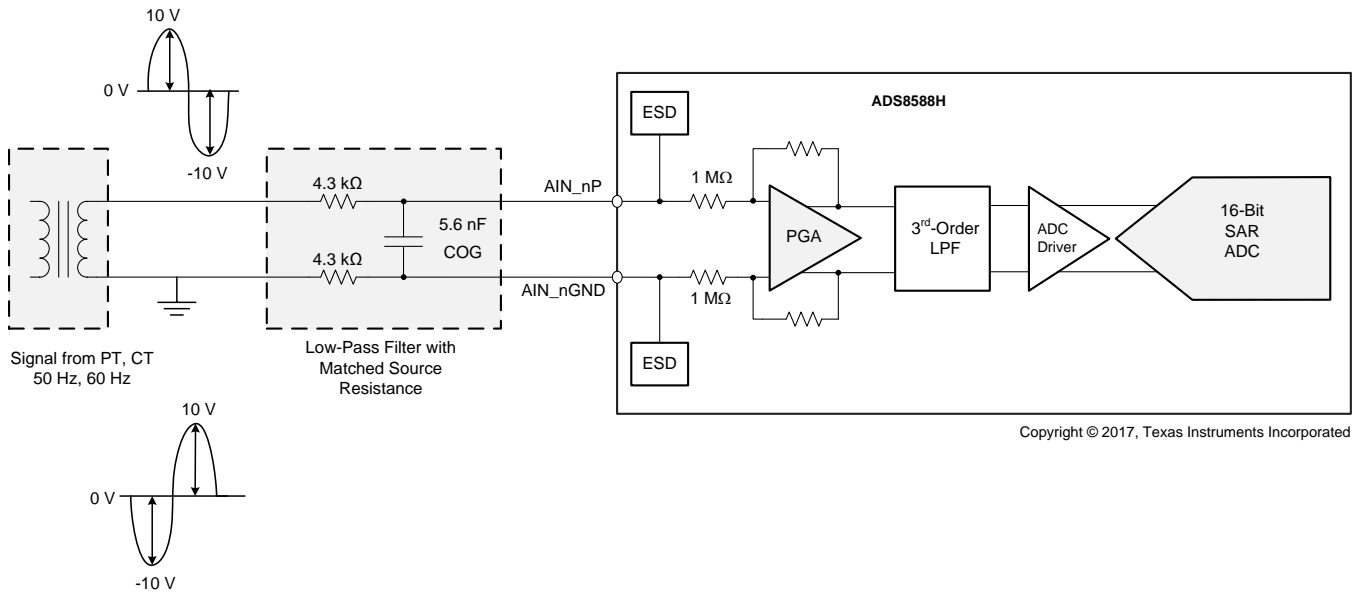 10 V
0 V
-10 V
ADS8588H
ESD
4.3 kΩ
AIN_nP
1 MΩ
5.6 nF
COG
PGA
3rd-Order
LPF
ADC
Driver
16-Bit
SAR
ADC
4.3 kΩ
AIN_nGND
1 MΩ
ESD
Signal from PT, CT
50 Hz, 60 Hz
Low-Pass Filter with
Matched Source
Resistance
Copyright © 2017, Texas Instruments Incorporated
10 V
0 V
-10 V